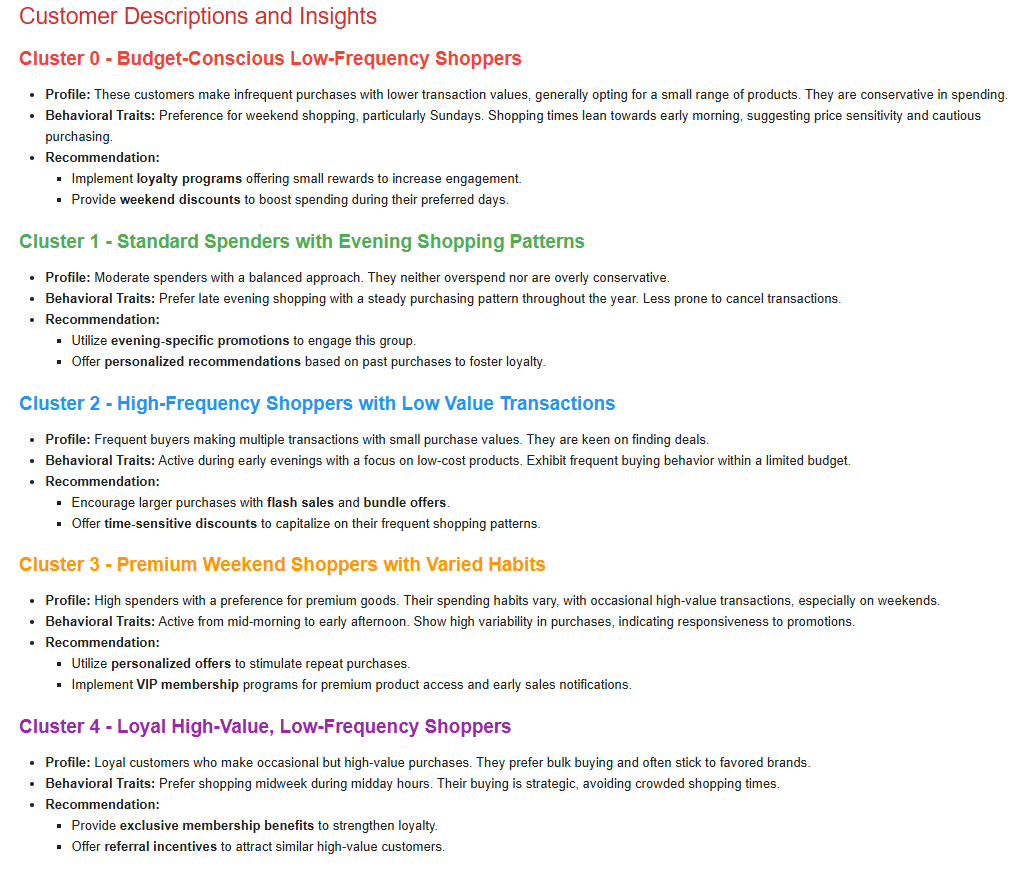 Customer Descriptions and Insights
Cluster 0 - Budget-Conscious Low-Frequency Shoppers
• Profile: These customers make infrequent purchases with lower transaction values, generally opting for a small range of products. They are conservative in spending.
• Behavioral Traits: Preference for weekend shopping, particularly Sundays. Shopping times lean towards early morning, suggesting price sensitivity and cautious
purchasing.
• Recommendation:
▪ Implement loyalty programs offering small rewards to increase engagement.
▪ Provide weekend discounts to boost spending during their preferred days.
Cluster 1 - Standard Spenders with Evening Shopping Patterns
• Profile: Moderate spenders with a balanced approach. They neither overspend nor are overly conservative.
• Behavioral Traits: Prefer late evening shopping with a steady purchasing pattern throughout the year. Less prone to cancel transactions.
• Recommendation:
▪ Utilize evening-specific promotions to engage this group.
▪ Offer personalized recommendations based on past purchases to foster loyalty.
Cluster 2 - High-Frequency Shoppers with Low Value Transactions
• Profile: Frequent buyers making multiple transactions with small purchase values. They are keen on finding deals.
• Behavioral Traits: Active during early evenings with a focus on low-cost products. Exhibit frequent buying behavior within a limited budget.
• Recommendation:
▪ Encourage larger purchases with flash sales and bundle offers.
▪ Offer time-sensitive discounts to capitalize on their frequent shopping patterns.
Cluster 3 - Premium Weekend Shoppers with Varied Habits
• Profile: High spenders with a preference for premium goods. Their spending habits vary, with occasional high-value transactions, especially on weekends.
• Behavioral Traits: Active from mid-morning to early afternoon. Show high variability in purchases, indicating responsiveness to promotions.
• Recommendation:
▪ Utilize personalized offers to stimulate repeat purchases.
▪ Implement VIP membership programs for premium product access and early sales notifications.
Cluster 4 - Loyal High-Value, Low-Frequency Shoppers
• Profile: Loyal customers who make occasional but high-value purchases. They prefer bulk buying and often stick to favored brands.
• Behavioral Traits: Prefer shopping midweek during midday hours. Their buying is strategic, avoiding crowded shopping times.
• Recommendation:
▪ Provide exclusive membership benefits to strengthen loyalty.
▪ Offer referral incentives to attract similar high-value customers.